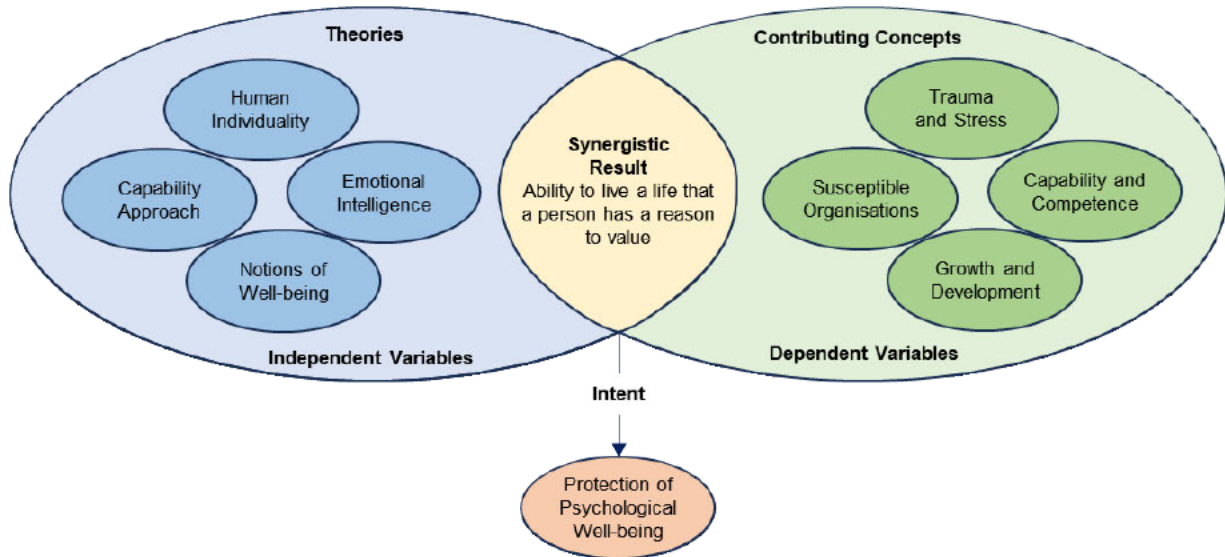 Theories
Human
Individuality
Capability
Approach
Emotional
Intelligence
Notions of
Well-being
Independent Variables
Synergistic
Result
Ability to live a life that
a person has a reason
to value
Contributing Concepts
Trauma
and Stress
Susceptible
Organisations
Capability and
Competence
Growth and
Development
Dependent Variables
Intent
Protection of
Psychological
Well-being